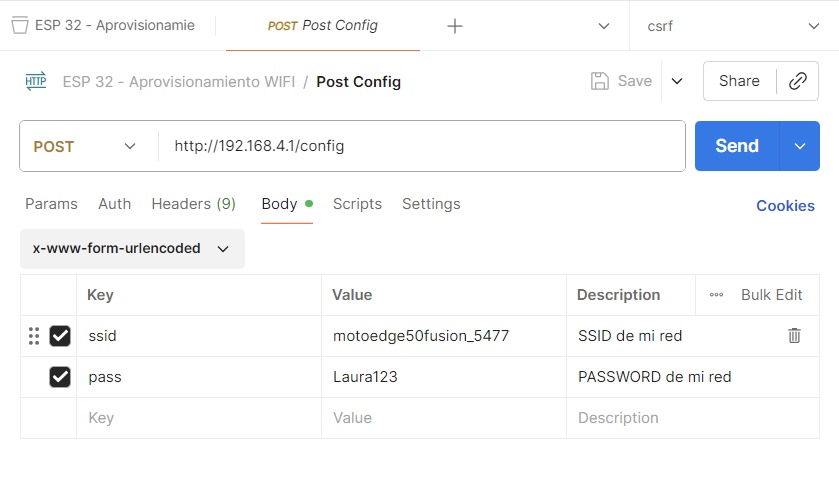 ESP 32 - Aprovisionamie POST Post Config csrf
HTTP ESP 32 - Aprovisionamiento WIFI / Post Config Save Share
POST http://192.168.4.1/config Send
Params Auth Headers (9) Body Scripts Settings Cookies
x-www-form-urlencoded
Key Value Description Bulk Edit
ssid motoedge50fusion_5477 SSID de mi red
pass Laura123 PASSWORD de mi red
Key Value Description